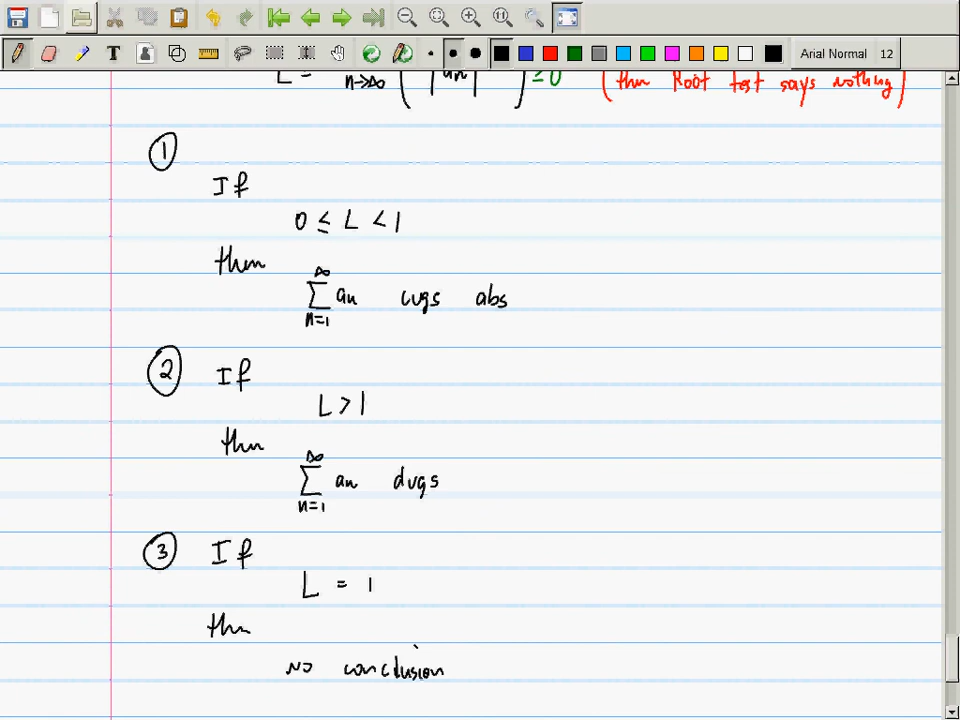 Arial Normal 12
L = n→∞ ( |an| ) ≥0 (then Root test says nothing)
①
If
0 ≤ L < 1
then
∞
∑ an cvgs abs
n=1
② If
L > 1
then
∞
∑ an dvgs
n=1
③ If
L = 1
then
No conclusion